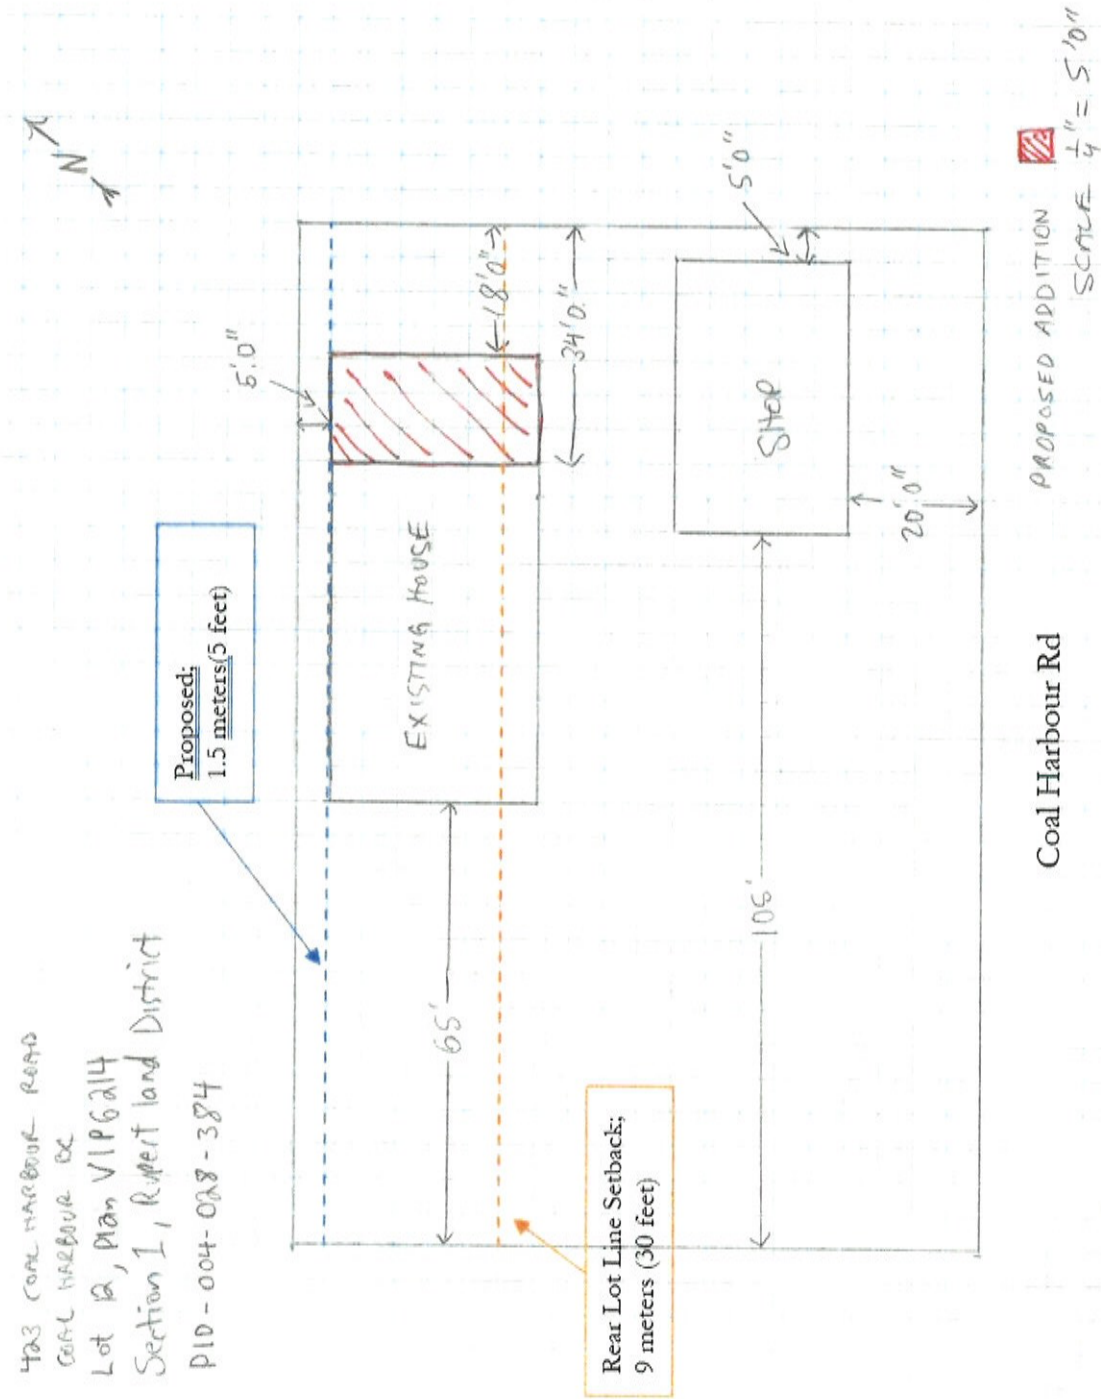 423 COAL HARBOUR ROAD
COAL HARBOUR BC
Lot 12, Plan VIP6214
Section 1, Rupert land District
PID - 004-028-384
N
Proposed:
1.5 meters(5 feet)
5'0"
EXISTING HOUSE
18'0"
34'0"
65'
Rear Lot Line Setback;
9 meters (30 feet)
SHOP
5'0"
105'
20'0"
Coal Harbour Rd
PROPOSED ADDITION
SCALE 1/4" = 5'0"